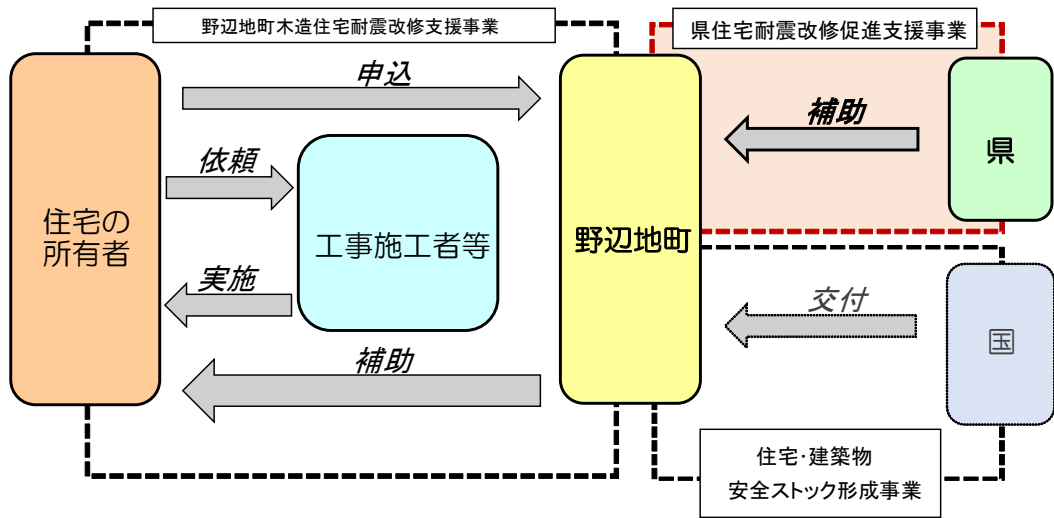 野辺地町木造住宅耐震改修支援事業
県住宅耐震改修促進支援事業
住宅の
所有者
申込
依頼
工事施工者等
実施
補助
野辺地町
補助
県
交付
国
住宅・建築物
安全ストック形成事業